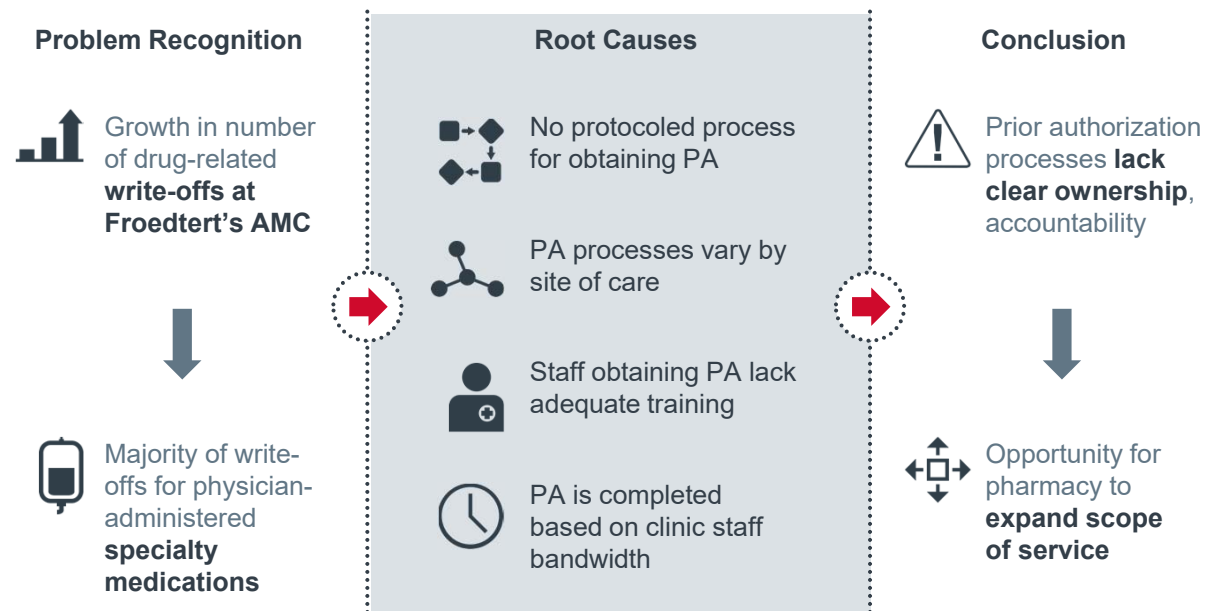 Problem Recognition
Growth in number
of drug-related
write-offs at
Froedtert's AMC
Majority of write-
offs for physician-
administered
specialty
medications
Root Causes
No protocoled process
for obtaining PA
PA processes vary by
site of care
Staff obtaining PA lack
adequate training
PA is completed
based on clinic staff
bandwidth
Conclusion
Prior authorization
processes lack
clear ownership,
accountability
Opportunity for
pharmacy to
expand scope
of service